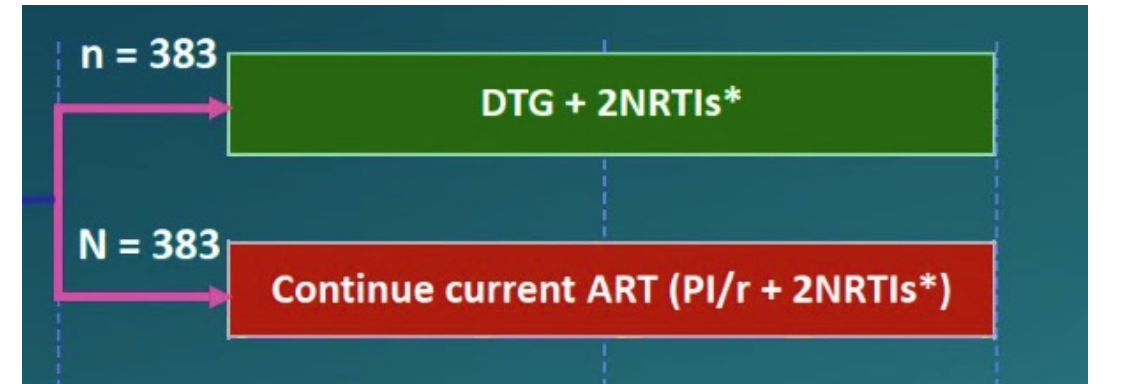 n = 383
DTG + 2NRTIs*
N = 383
Continue current ART (PI/r + 2NRTIs*)